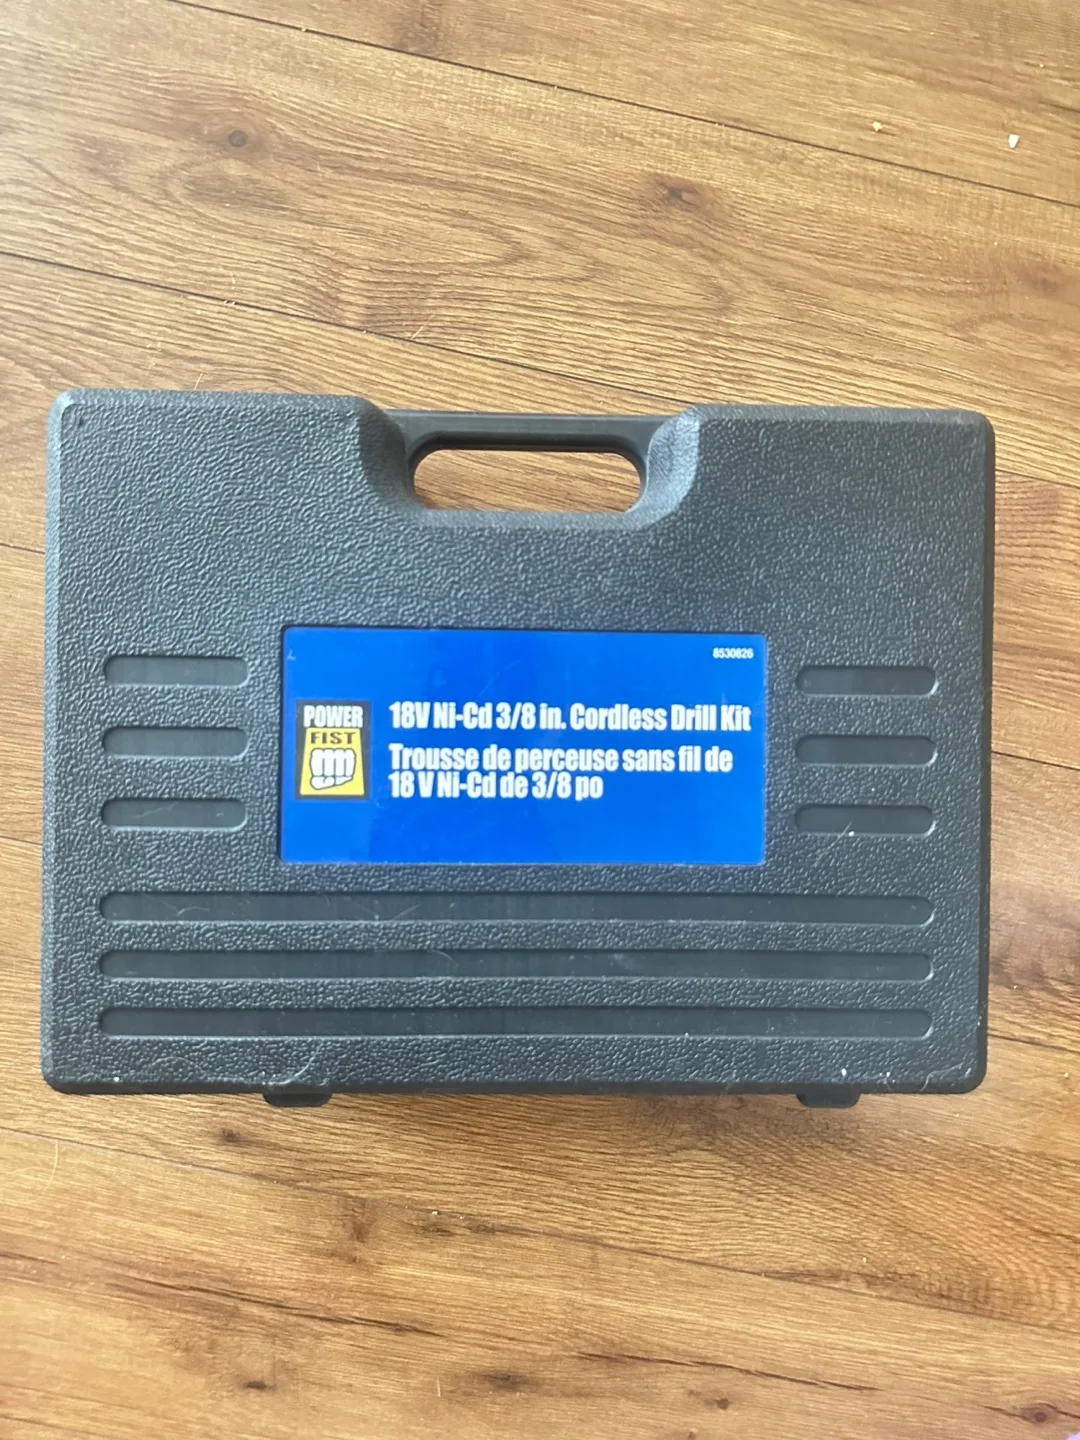 8530826
POWER
FIST
18V Ni-Cd 3/8 in. Cordless Drill Kit
Trousse de perceuse sans fil de
18 V Ni-Cd de 3/8 po